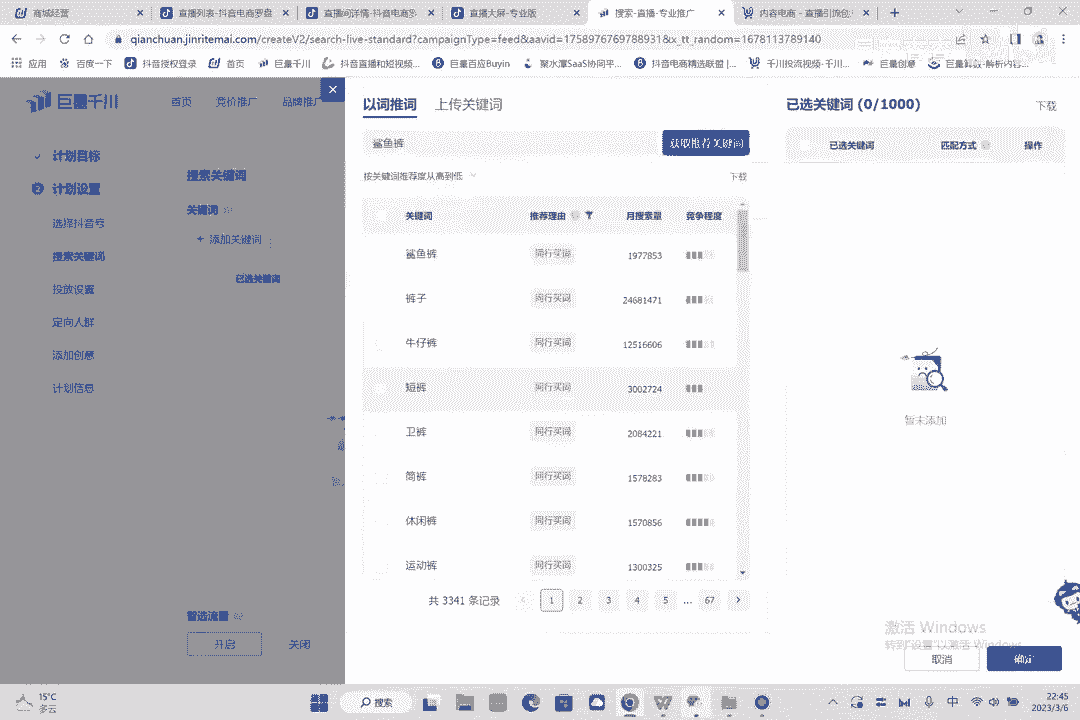 商城经营
直播列表-抖音电商罗盘
直播间详情-抖音电商罗
直播大屏-专业版
搜索-直播-专业推广
内容电商 - 直播引流包
qianchuan.jinritemai.com/createV2/search-live-standard?campaignType=feed&aavid=1758976769788931&x_tt_random=1678113789140
应用
百度一下
抖音授权登录
首页
巨量千川
抖音直播和短视频...
巨量百应Buyin
聚水潭SaaS协同平...
抖音电商精选联盟 |...
千川投流视频-千川...
巨量创意
巨量算数-解析内容...
巨量千川
首页
竞价推广
品牌推广
计划目标
2 计划设置
选择抖音号
搜索关键词
投放设置
定向人群
添加创意
计划信息
搜索关键词
关键词
+ 添加关键词
已选关键词
智选流量
开启
关闭
以词推词
上传关键词
鲨鱼裤
获取推荐关键词
按关键词推荐度从高到低
下载
关键词 推荐理由 月搜索量 竞争程度
鲨鱼裤 同行买词 1977853
裤子 同行买词 24681471
牛仔裤 同行买词 12516606
短裤 同行买词 3002724
卫裤 同行买词 2084221
筒裤 同行买词 1578283
休闲裤 同行买词 1570856
运动裤 同行买词 1300325
共 3341 条记录
1 2 3 4 5 ... 67
已选关键词 (0/1000)
下载
已选关键词 匹配方式 操作
暂未添加
激活 Windows
转到"设置"以激活 Windows。
取消
确定
15°C
多云
搜索
中
22:45
2023/3/6